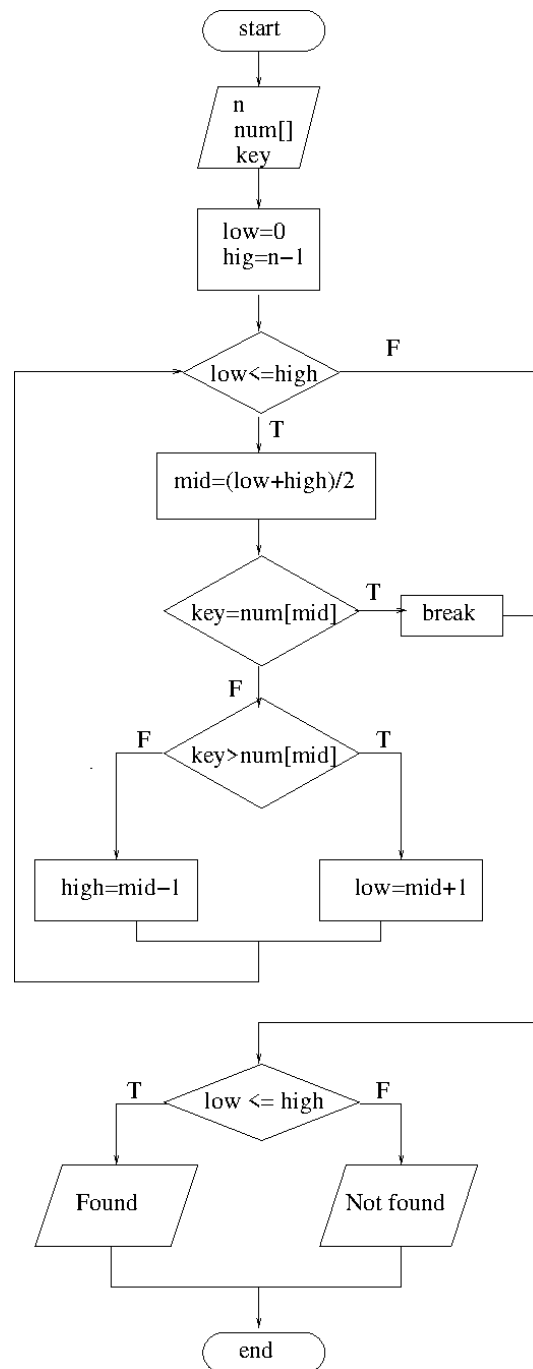 start
n
num[]
key
low=0
hig=n−1
low<=high
F
T
mid=(low+high)/2
key=num[mid]
T
break
F
key>num[mid]
F
T
high=mid−1
low=mid+1
low <= high
T
F
Found
Not found
end